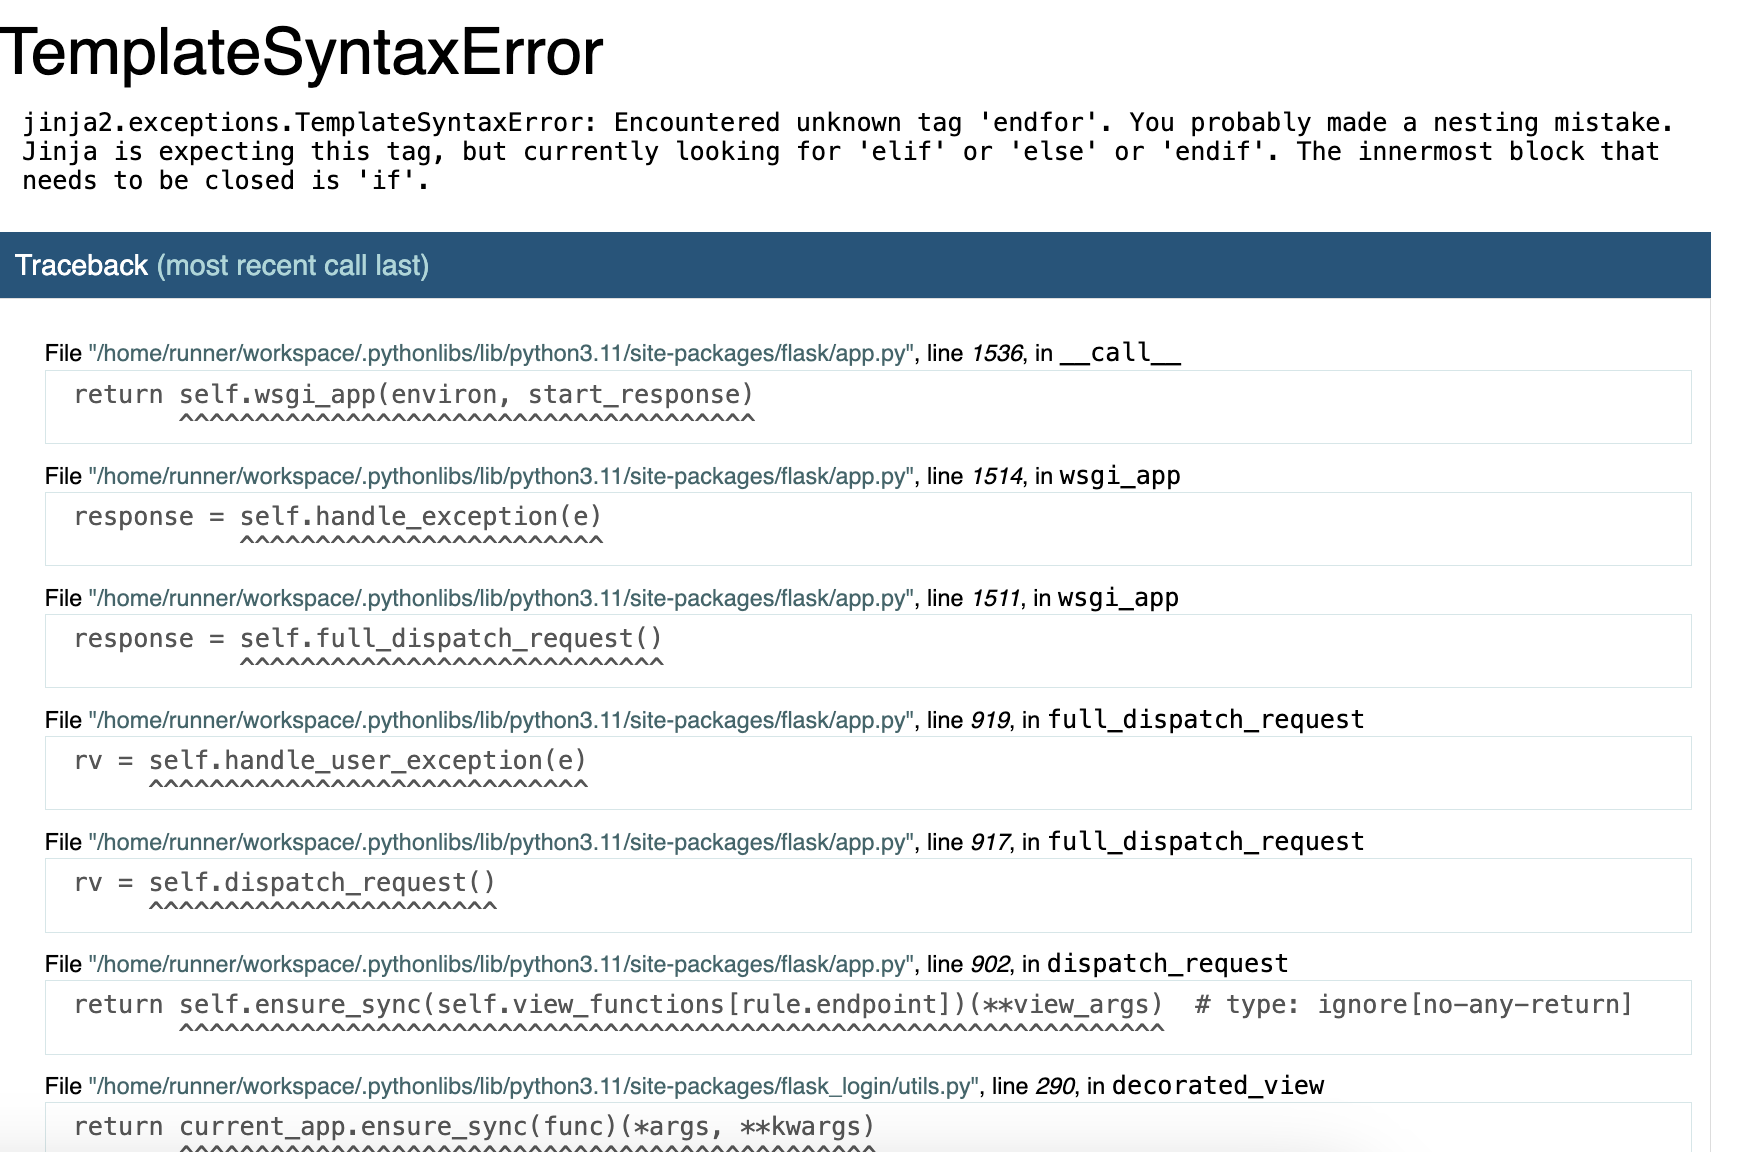 TemplateSyntaxError
jinja2.exceptions.TemplateSyntaxError: Encountered unknown tag 'endfor'. You probably made a nesting mistake.
Jinja is expecting this tag, but currently looking for 'elif' or 'else' or 'endif'. The innermost block that
needs to be closed is 'if'.
Traceback (most recent call last)
File "/home/runner/workspace/.pythonlibs/lib/python3.11/site-packages/flask/app.py", line 1536, in __call__
return self.wsgi_app(environ, start_response)
^^^^^^^^^^^^^^^^^^^^^^^^^^^^^^^^^^^^^^
File "/home/runner/workspace/.pythonlibs/lib/python3.11/site-packages/flask/app.py", line 1514, in wsgi_app
response = self.handle_exception(e)
^^^^^^^^^^^^^^^^^^^^^^^^
File "/home/runner/workspace/.pythonlibs/lib/python3.11/site-packages/flask/app.py", line 1511, in wsgi_app
response = self.full_dispatch_request()
^^^^^^^^^^^^^^^^^^^^^^^^^^^^
File "/home/runner/workspace/.pythonlibs/lib/python3.11/site-packages/flask/app.py", line 919, in full_dispatch_request
rv = self.handle_user_exception(e)
^^^^^^^^^^^^^^^^^^^^^^^^^^^^^
File "/home/runner/workspace/.pythonlibs/lib/python3.11/site-packages/flask/app.py", line 917, in full_dispatch_request
rv = self.dispatch_request()
^^^^^^^^^^^^^^^^^^^^^^^
File "/home/runner/workspace/.pythonlibs/lib/python3.11/site-packages/flask/app.py", line 902, in dispatch_request
return self.ensure_sync(self.view_functions[rule.endpoint])(**view_args)  # type: ignore[no-any-return]
^^^^^^^^^^^^^^^^^^^^^^^^^^^^^^^^^^^^^^^^^^^^^^^^^^^^^^^^^^^^^^^^^
File "/home/runner/workspace/.pythonlibs/lib/python3.11/site-packages/flask_login/utils.py", line 290, in decorated_view
return current_app.ensure_sync(func)(*args, **kwargs)
^^^^^^^^^^^^^^^^^^^^^^^^^^^^^^^^^^^^^^^^^^^^^^